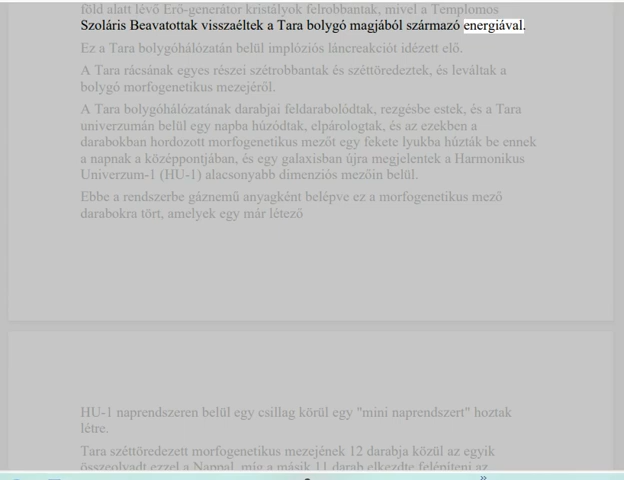 föld alatt lévő Erő-generátor kristályok felrobbantak, mivel a Templomos
Szoláris Beavatottak visszaéltek a Tara bolygó magjából származó energiával.
Ez a Tara bolygóhálózatán belül implóziós láncreakciót idézett elő.
A Tara rácsának egyes részei szétrobbantak és széttöredeztek, és leváltak a
bolygó morfogenetikus mezejéről.
A Tara bolygóhálózatának darabjai feldarabolódtak, rezgésbe estek, és a Tara
univerzumán belül egy napba húzódtak, elpárologtak, és az ezekben a
darabokban hordozott morfogenetikus mezőt egy fekete lyukba húzták be ennek
a napnak a középpontjában, és egy galaxisban újra megjelentek a Harmonikus
Univerzum-1 (HU-1) alacsonyabb dimenziós mezőin belül.
Ebbe a rendszerbe gáznemű anyagként belépve ez a morfogenetikus mező
darabokra tört, amelyek egy már létező
HU-1 naprendszeren belül egy csillag körül egy "mini naprendszert" hoztak
létre.
Tara széttöredezett morfogenetikus mezejének 12 darabja közül az egyik
összeolvadt ezzel a Nappal, míg a másik 11 darab elkezdte felépíteni az